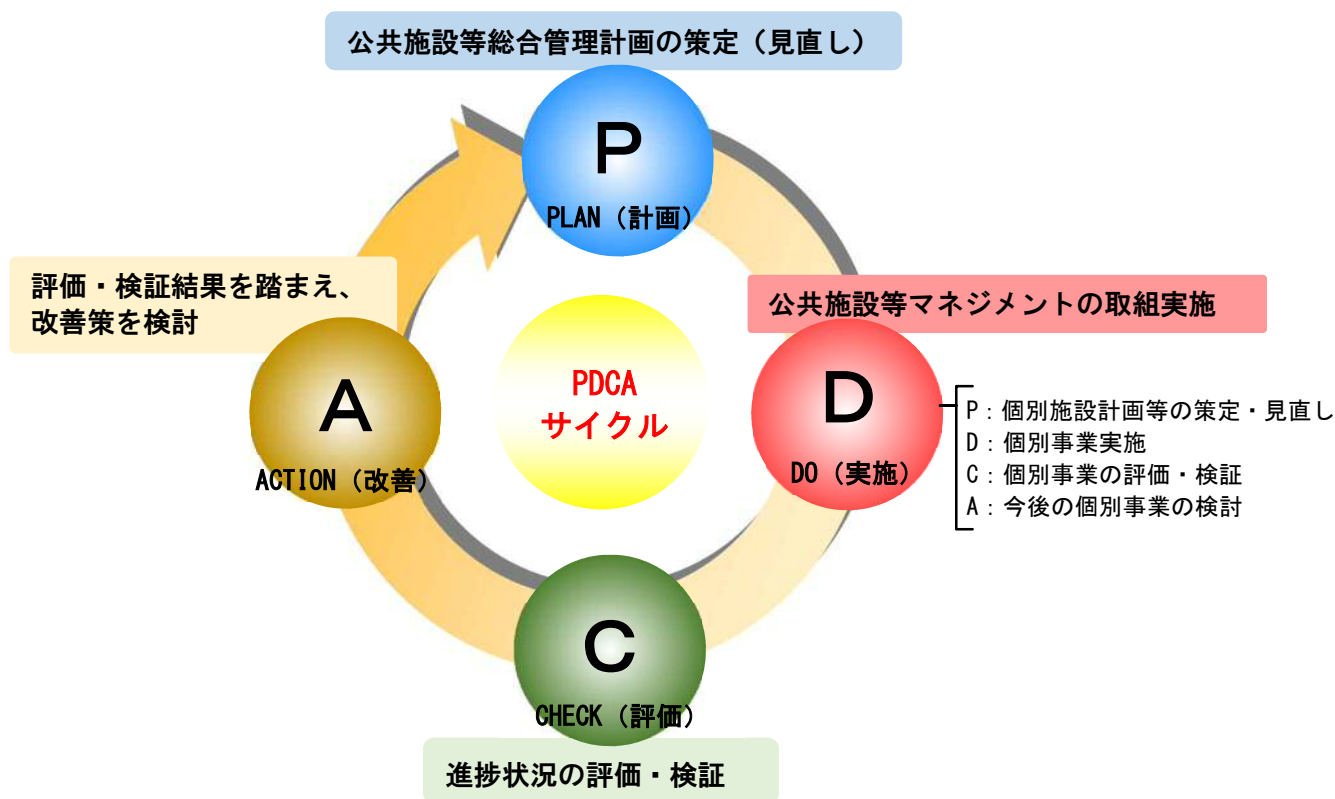 公共施設等総合管理計画の策定（見直し）
P
PLAN（計画）
評価・検証結果を踏まえ、
改善策を検討
公共施設等マネジメントの取組実施
PDCA
サイクル
A
ACTION（改善）
D
DO（実施）
P：個別施設計画等の策定・見直し
D：個別事業実施
C：個別事業の評価・検証
A：今後の個別事業の検討
C
CHECK（評価）
進捗状況の評価・検証